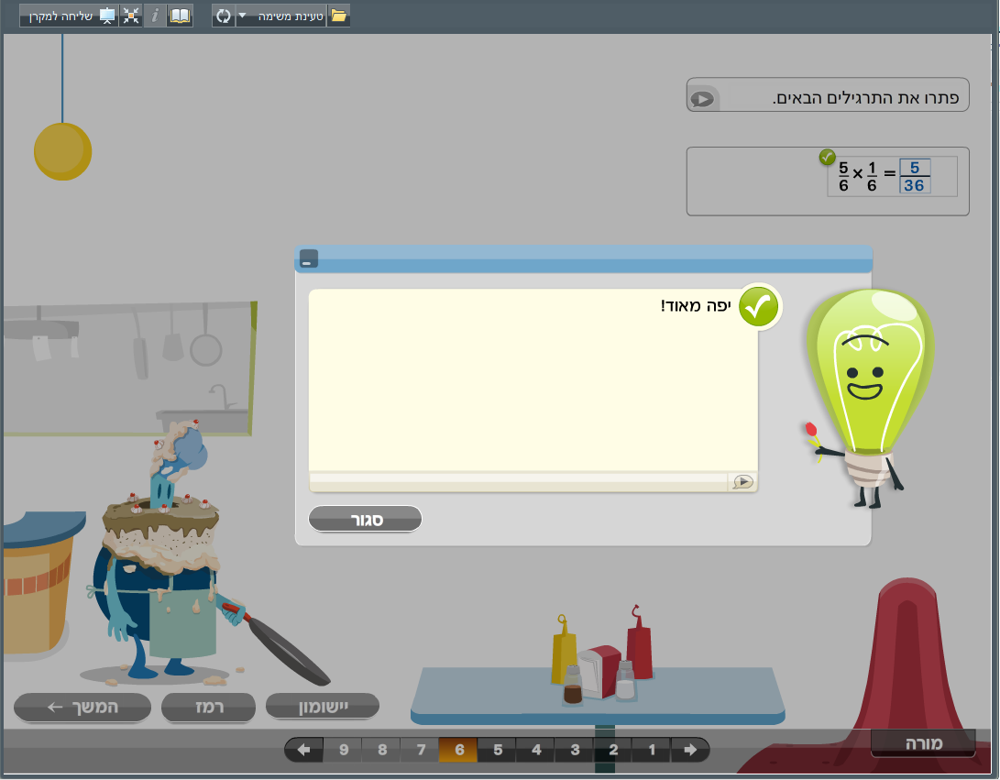 שליחה למקרן
טעינת משימה
פתרו את התרגילים הבאים.
5/6 × 1/6 = 5/36
יפה מאוד!
סגור
המשך ←
רמז
יישומון
9 8 7 6 5 4 3 2 1
מורה